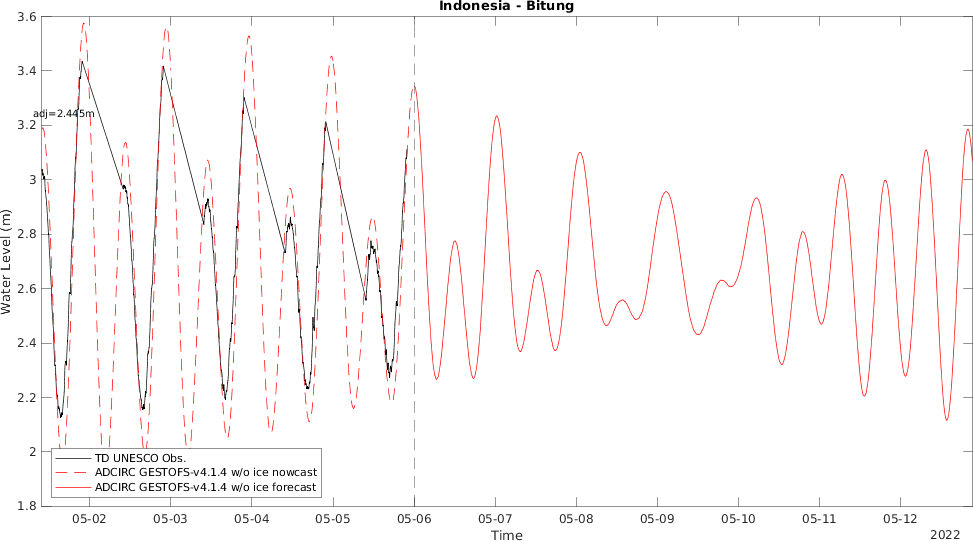 Indonesia - Bitung
3.6
3.4
adj=2.445m
3.2
3
2.8
Water Level (m)
2.6
2.4
2.2
2
1.8
TD UNESCO Obs.
ADCIRC GESTOFS-v4.1.4 w/o ice nowcast
ADCIRC GESTOFS-v4.1.4 w/o ice forecast
05-02 05-03 05-04 05-05 05-06 05-07 05-08 05-09 05-10 05-11 05-12
Time
2022